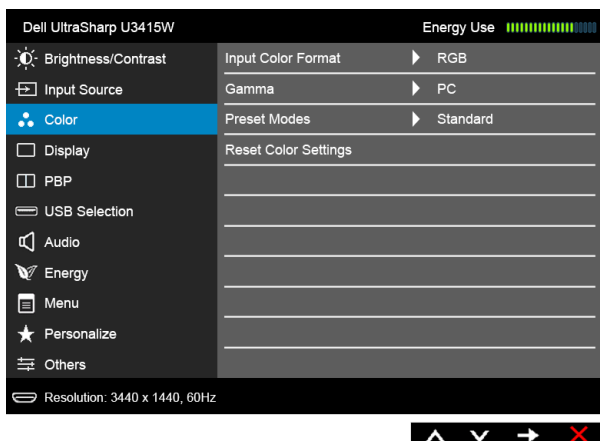 Dell UltraSharp U3415W Energy Use
Brightness/Contrast Input Color Format RGB
Input Source Gamma PC
Color Preset Modes Standard
Display Reset Color Settings
PBP
USB Selection
Audio
Energy
Menu
Personalize
Others
Resolution: 3440 x 1440, 60Hz